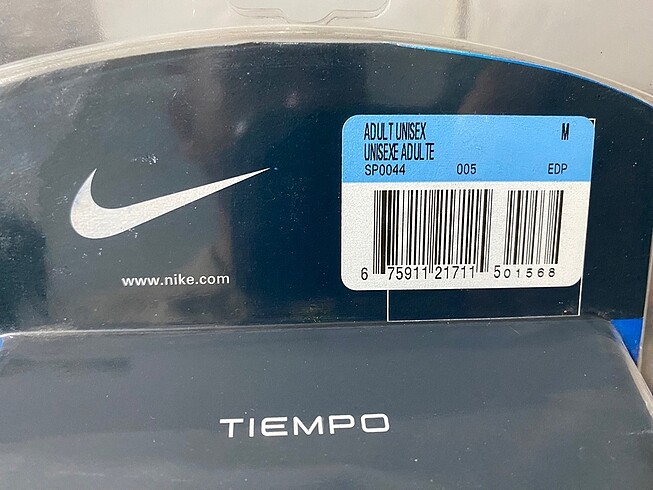 ADULT UNISEX M
UNISEXE ADULTE
SP0044 005 EDP
6 75911 21711 5 01568
www.nike.com
TIEMPO